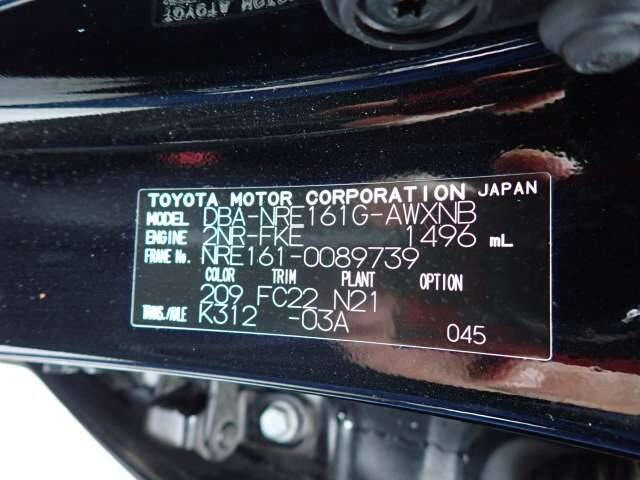 TOYOTA MOTOR CORPORATION JAPAN
MODEL DBA-NRE161G-AWXNB
ENGINE 2NR-FKE 1496 mL
FRAME No. NRE161-0089739
COLOR TRIM PLANT OPTION
209 FC22 N21
TRANS./AXLE K312 -03A
045